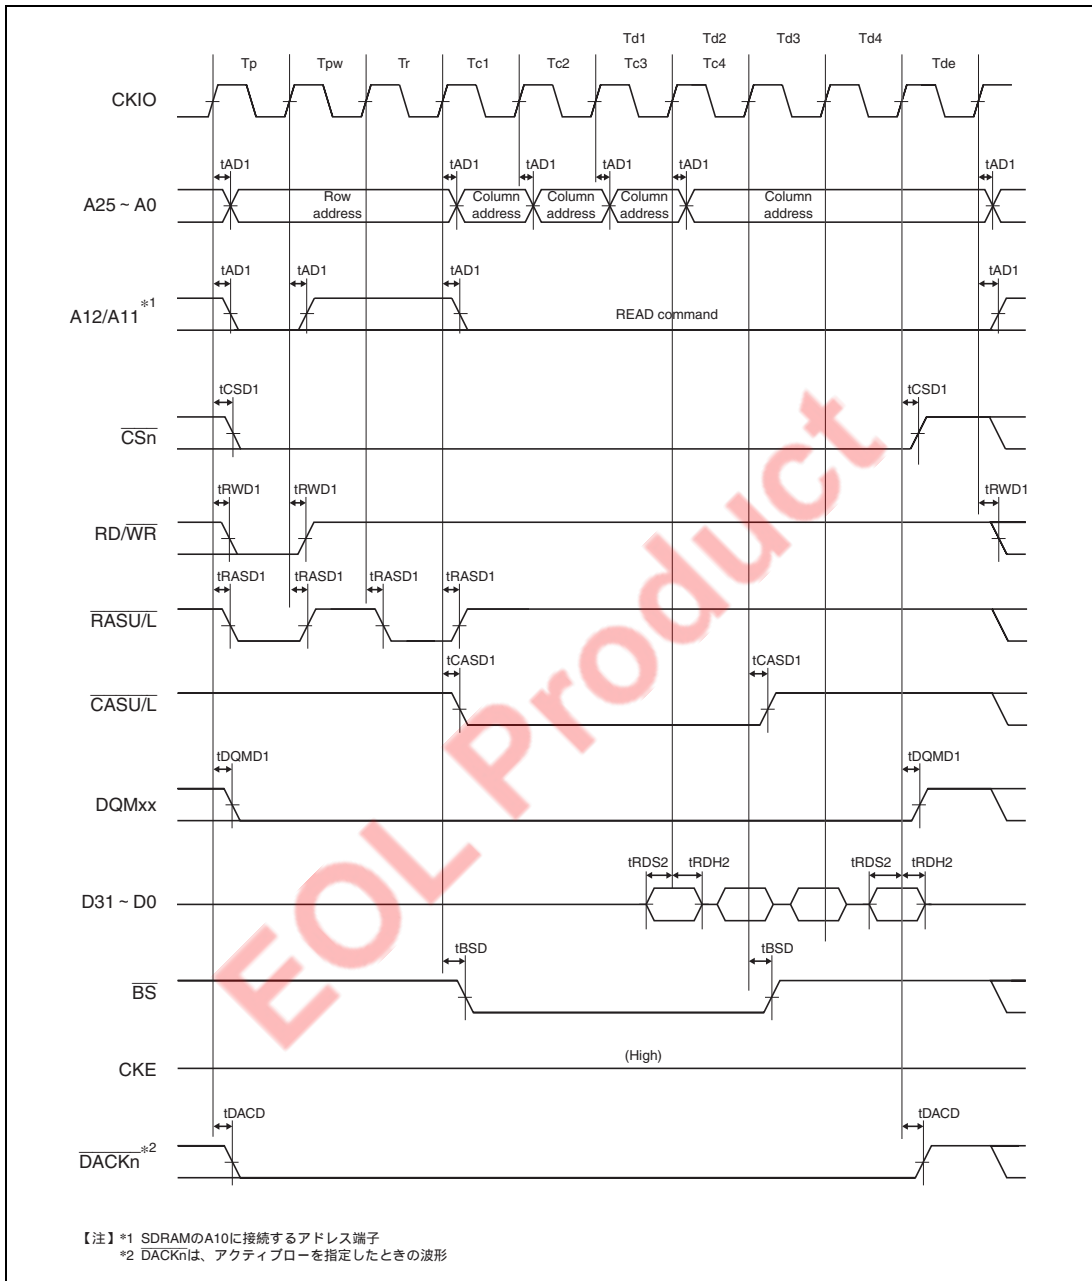 Td1 Td2 Td3 Td4
Tp Tpw Tr Tc1 Tc2 Tc3 Tc4 Tde
CKIO
tAD1 tAD1 tAD1 tAD1 tAD1 tAD1
A25 ~ A0
Row address
Column address
Column address
Column address
Column address
tAD1 tAD1 tAD1 tAD1
A12/A11 *1
READ command
tCSD1 tCSD1
CSn
tRWD1 tRWD1 tRWD1
RD/WR
tRASD1 tRASD1 tRASD1 tRASD1
RASU/L
tCASD1 tCASD1
CASU/L
tDQMD1 tDQMD1
DQMxx
tRDS2 tRDH2 tRDS2 tRDH2
D31 ~ D0
tBSD tBSD
BS
(High)
CKE
tDACD tDACD
DACKn *2
EOL Product
【注】*1 SDRAMのA10に接続するアドレス端子
*2 DACKnは、アクティブローを指定したときの波形